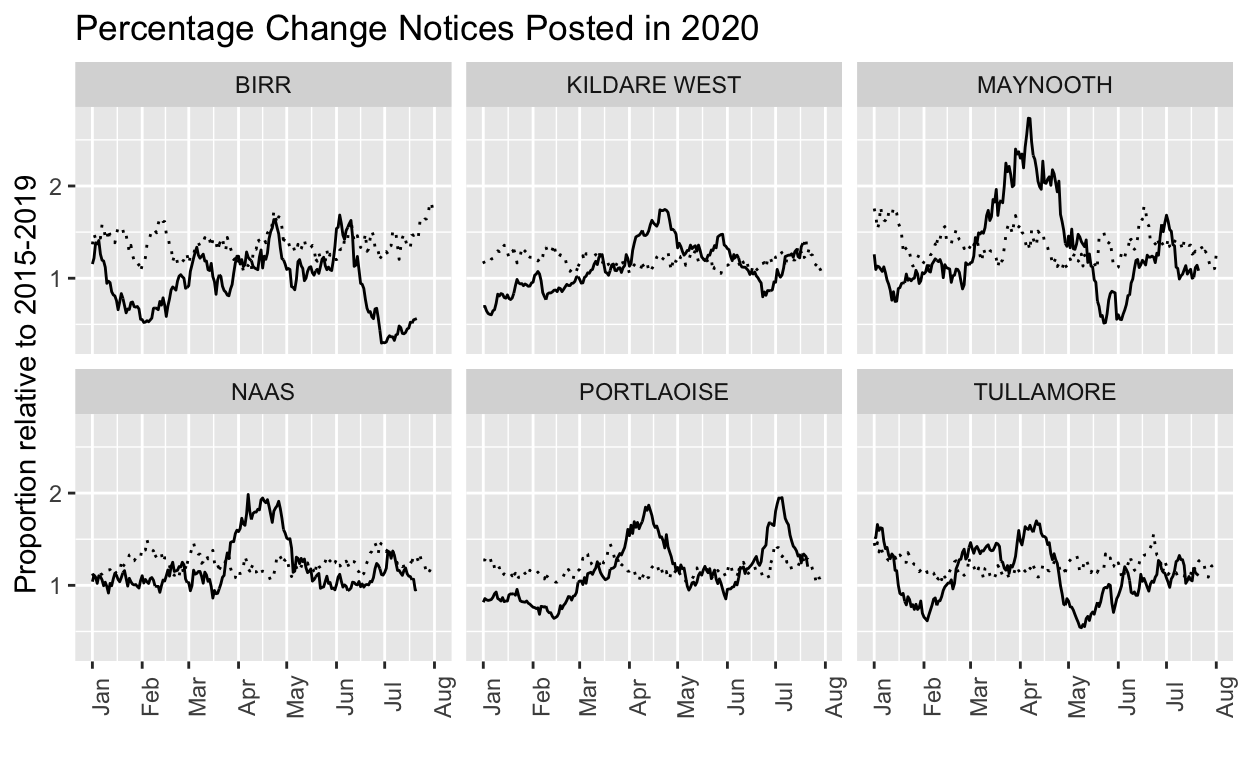 Percentage Change Notices Posted in 2020
Proportion relative to 2015-2019
BIRR
KILDARE WEST
MAYNOOTH
2
1
NAAS
PORTLAOISE
TULLAMORE
2
1
Jan Feb Mar Apr May Jun Jul Aug Jan Feb Mar Apr May Jun Jul Aug Jan Feb Mar Apr May Jun Jul Aug